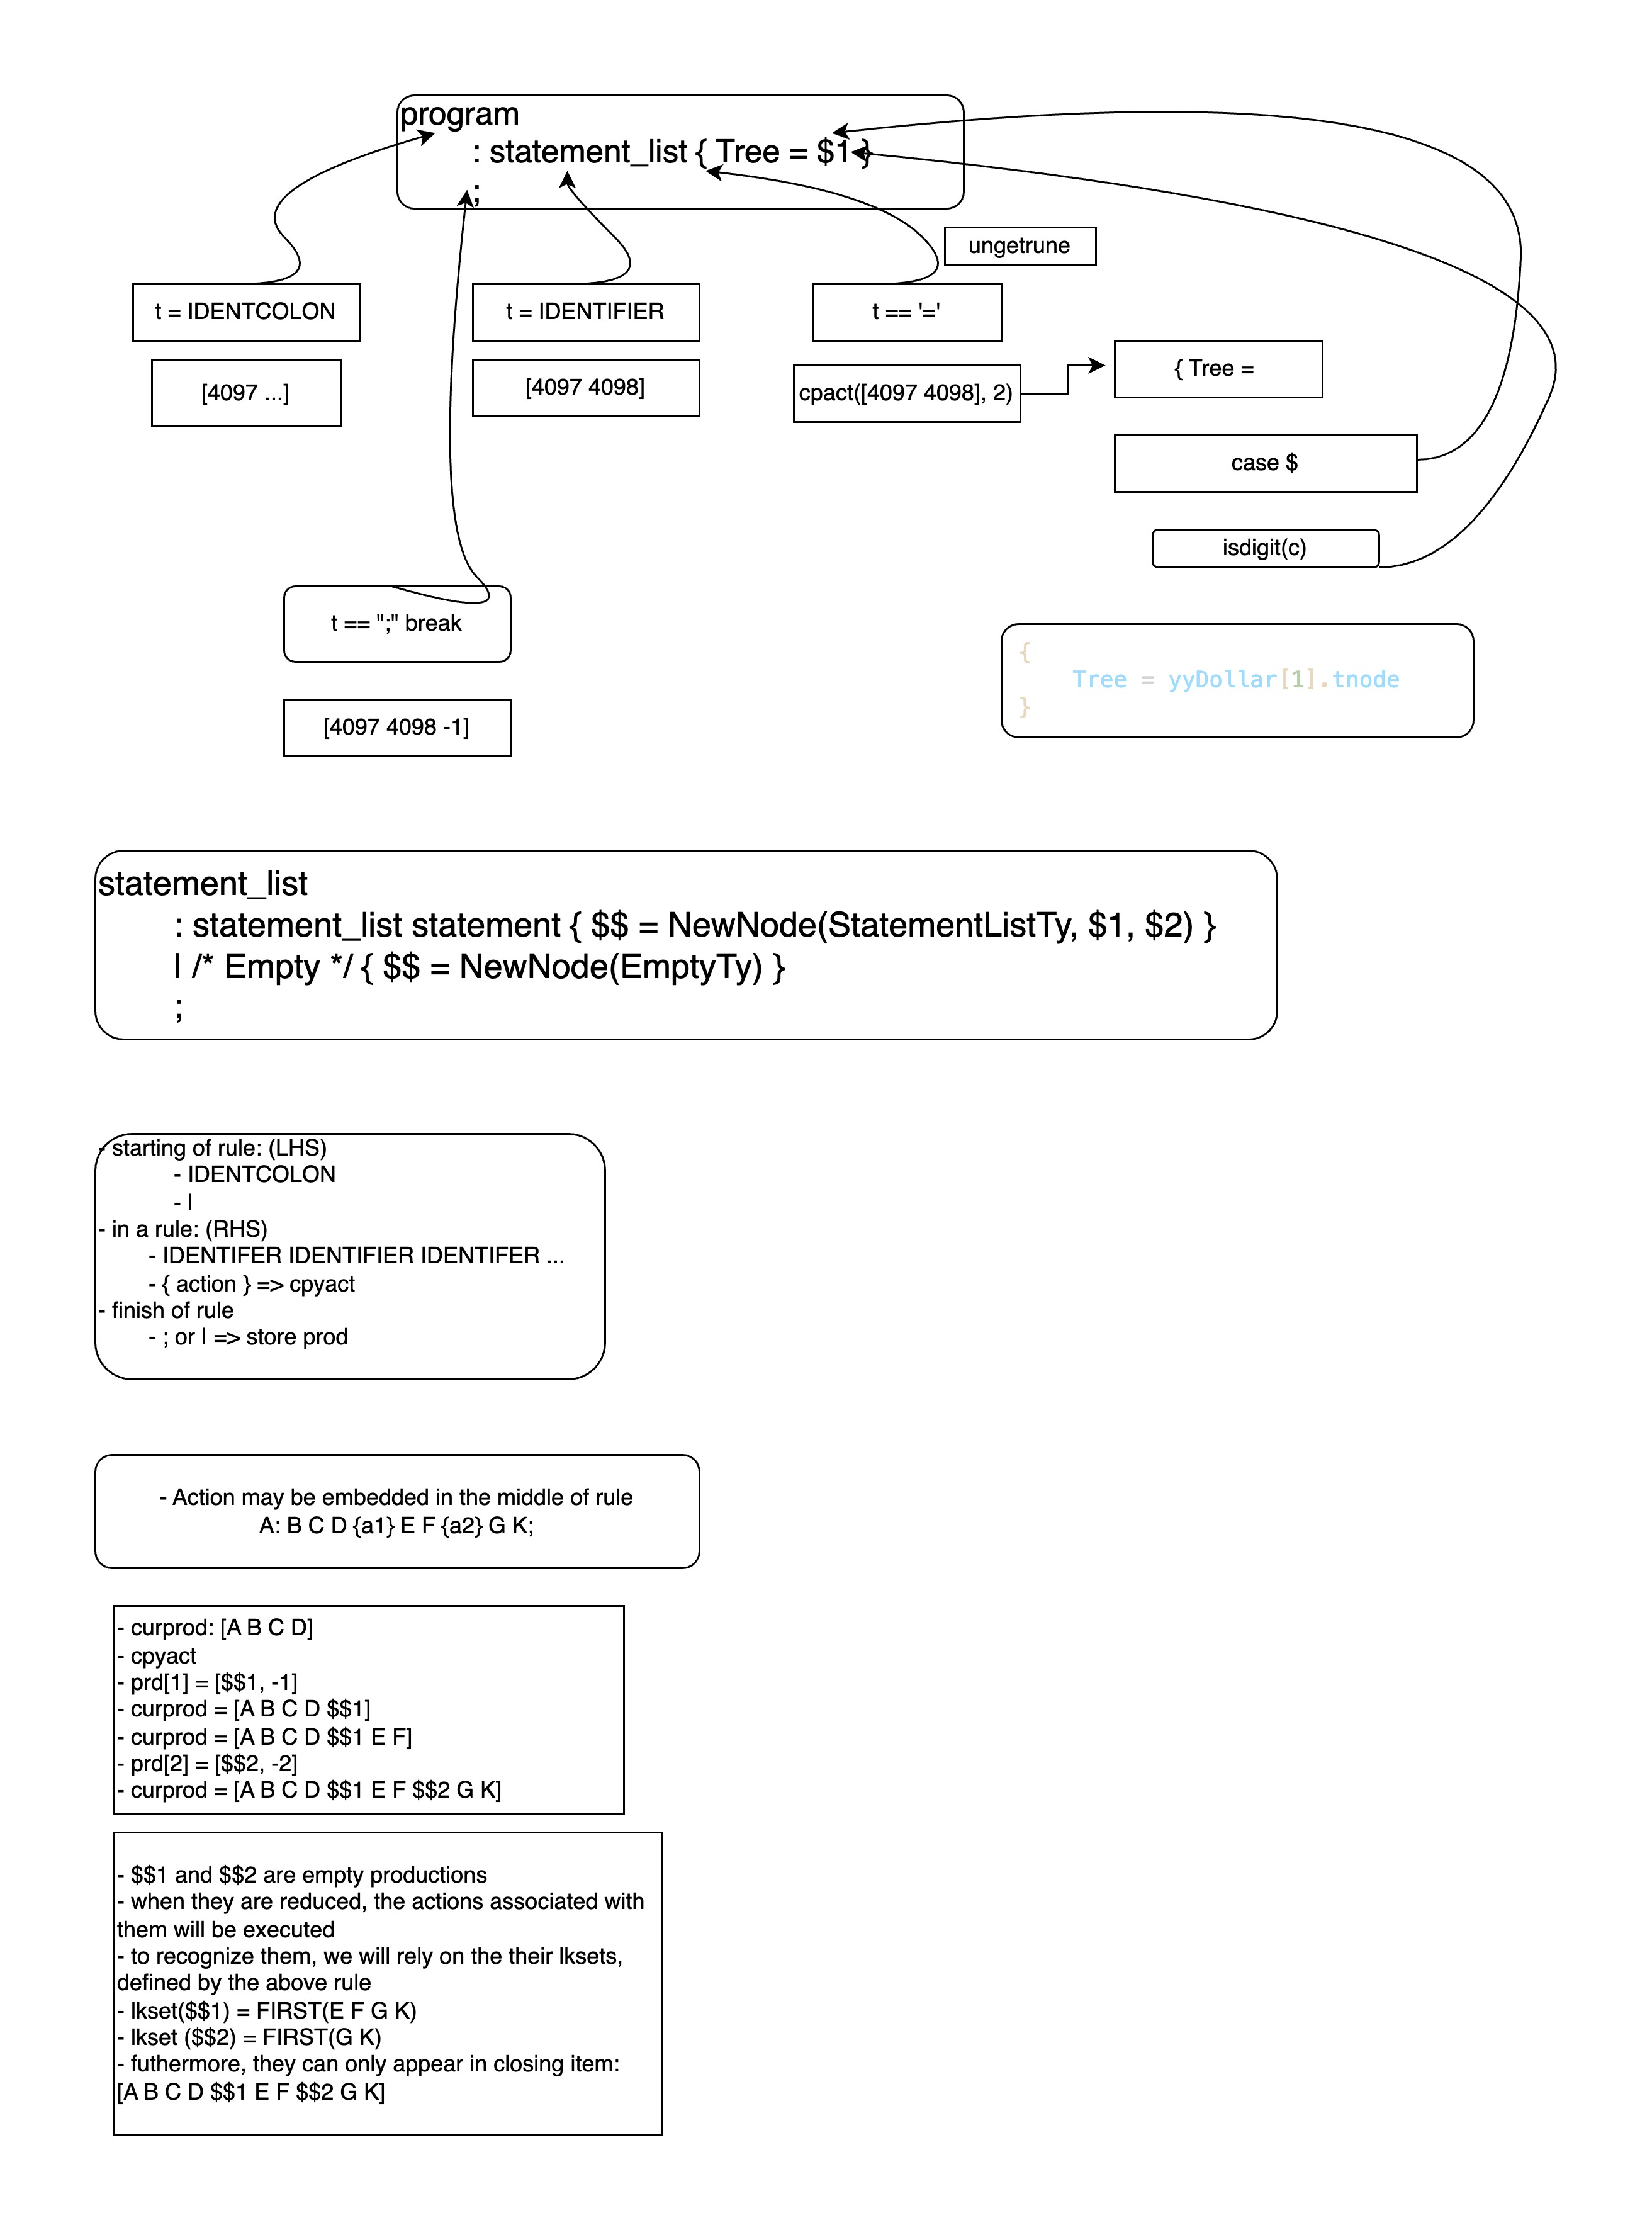 program
: statement_list { Tree = $1 }
;
ungetrune
t = IDENTCOLON
t = IDENTIFIER
t == '='
[4097 ...]
[4097 4098]
cpact([4097 4098], 2)
{ Tree =
case $
isdigit(c)
t == ";" break
[4097 4098 -1]
{
Tree = yyDollar[1].tnode
}
statement_list
: statement_list statement { $$ = NewNode(StatementListTy, $1, $2) }
| /* Empty */ { $$ = NewNode(EmptyTy) }
;
- starting of rule: (LHS)
- IDENTCOLON
- |
- in a rule: (RHS)
- IDENTIFER IDENTIFIER IDENTIFER ...
- { action } => cpyact
- finish of rule
- ; or | => store prod
- Action may be embedded in the middle of rule
A: B C D {a1} E F {a2} G K;
- curprod: [A B C D]
- cpyact
- prd[1] = [$$1, -1]
- curprod = [A B C D $$1]
- curprod = [A B C D $$1 E F]
- prd[2] = [$$2, -2]
- curprod = [A B C D $$1 E F $$2 G K]
- $$1 and $$2 are empty productions
- when they are reduced, the actions associated with
them will be executed
- to recognize them, we will rely on the their lksets,
defined by the above rule
- lkset($$1) = FIRST(E F G K)
- lkset ($$2) = FIRST(G K)
- futhermore, they can only appear in closing item:
[A B C D $$1 E F $$2 G K]